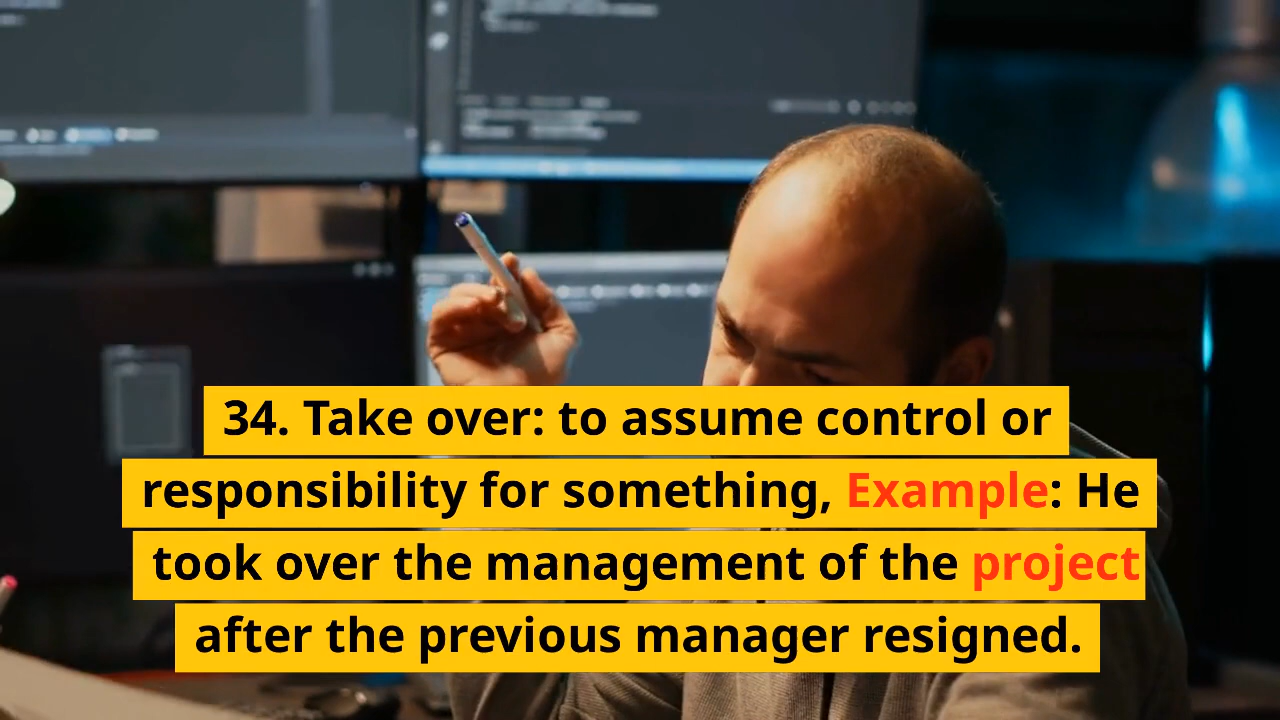 34. Take over: to assume control or
responsibility for something, Example: He
took over the management of the project
after the previous manager resigned.